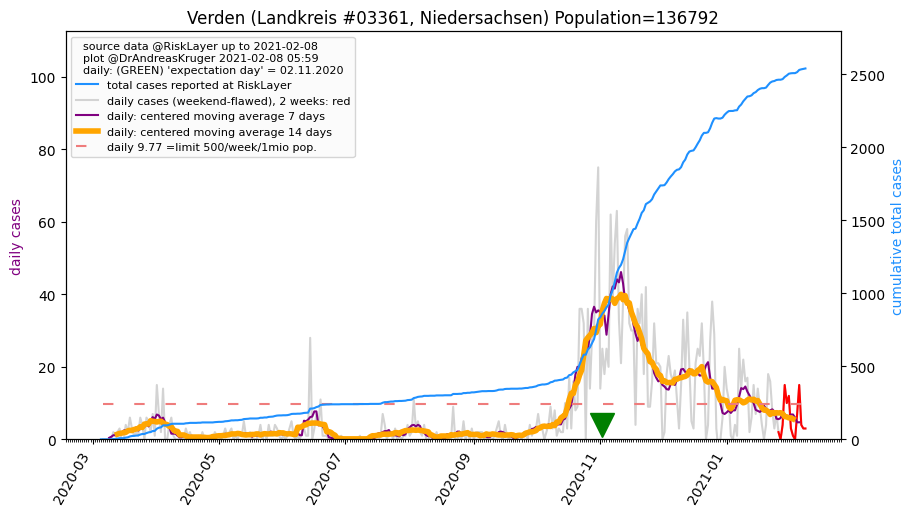 Verden (Landkreis #03361, Niedersachsen) Population=136792
source data @RiskLayer up to 2021-02-08
plot @DrAndreasKruger 2021-02-08 05:59
daily: (GREEN) 'expectation day' = 02.11.2020
total cases reported at RiskLayer
daily cases (weekend-flawed), 2 weeks: red
daily: centered moving average 7 days
daily: centered moving average 14 days
daily 9.77 =limit 500/week/1mio pop.
daily cases
100
80
60
40
20
0
cumulative total cases
2500
2000
1500
1000
500
0
2020-03
2020-05
2020-07
2020-09
2020-11
2021-01